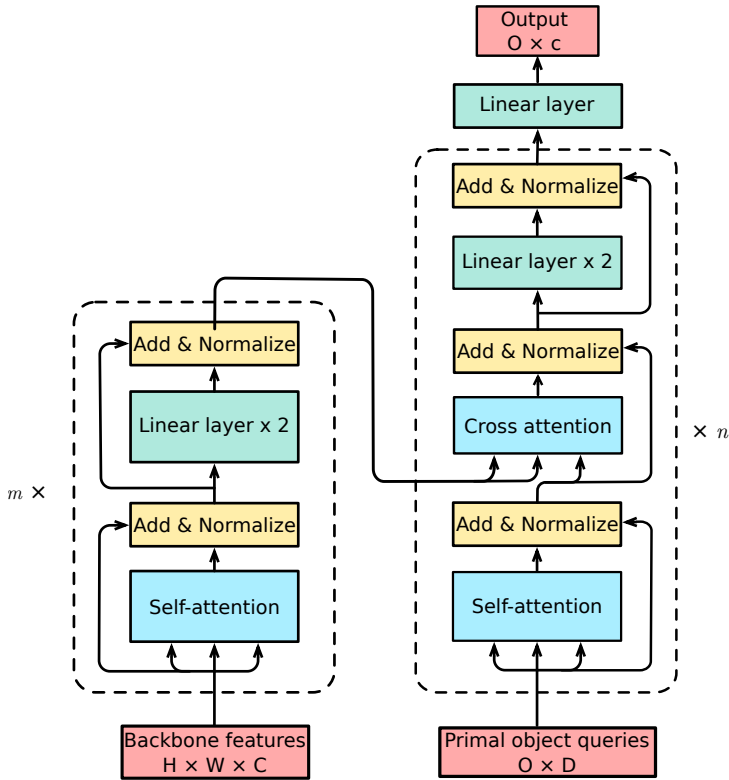 Output
O × c
Linear layer
Add & Normalize
Linear layer x 2
Add & Normalize
Cross attention
Add & Normalize
Self-attention
× n
Primal object queries
O × D
Add & Normalize
Linear layer x 2
Add & Normalize
Self-attention
m ×
Backbone features
H × W × C